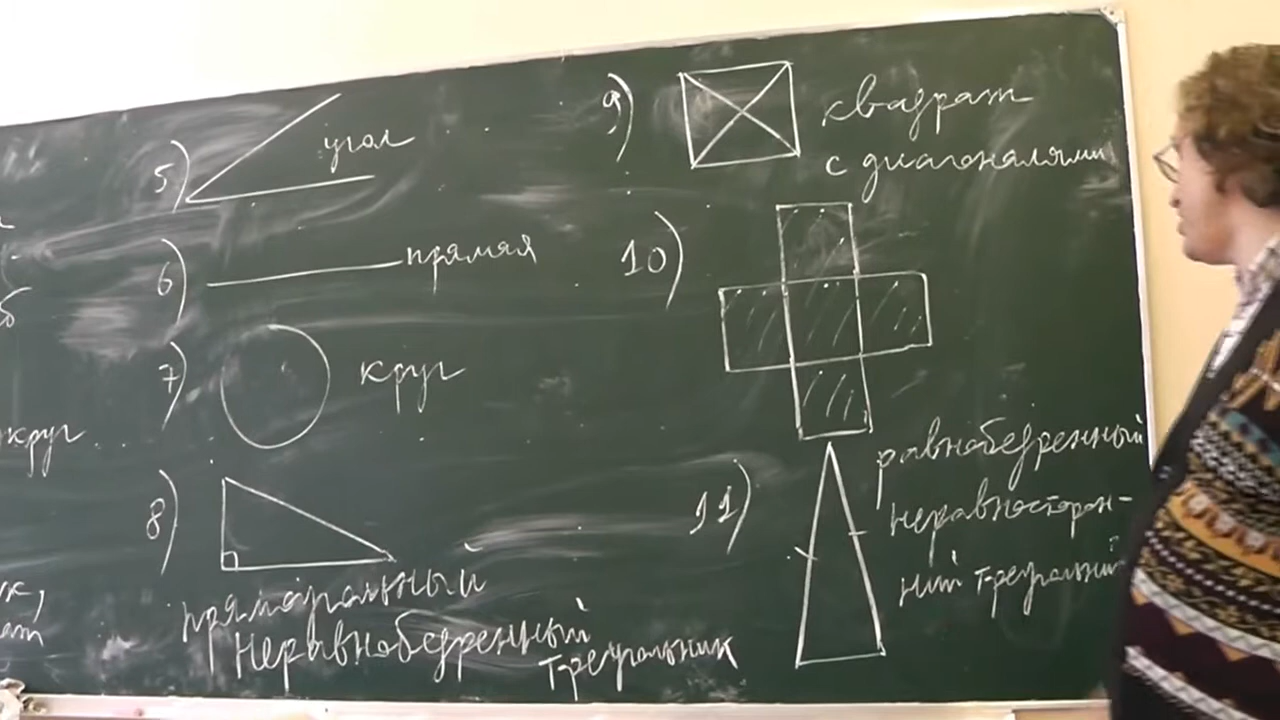 5) угол
6) прямая
7) круг
8)
прямоугольный
неравнобедренный
треугольник
9) квадрат
с диагоналями
10)
11) равнобедренный
неравносторон-
ний треугольник
круг